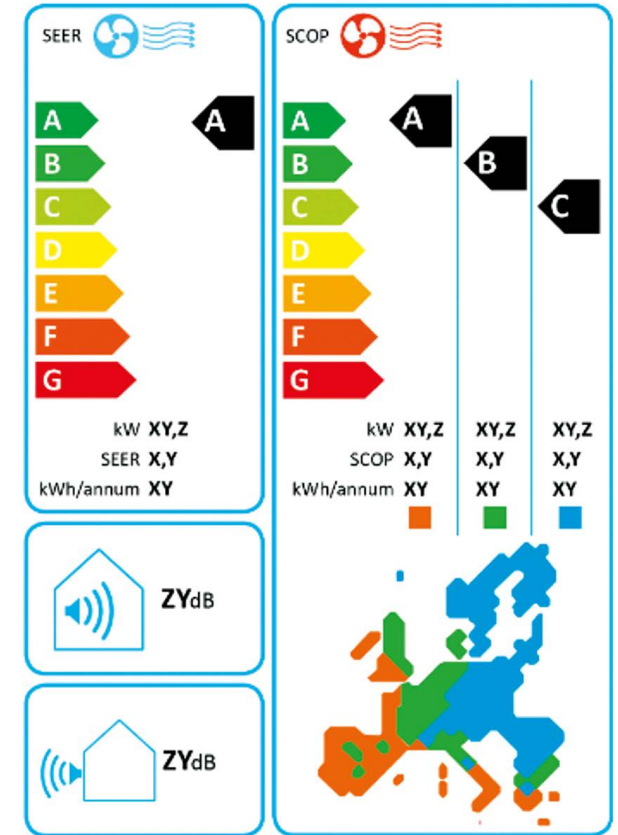 SEER
A
A
B
C
D
E
F
G
kW XY,Z
SEER X,Y
kWh/annum XY
ZYdB
ZYdB
SCOP
A
A
B
B
C
C
D
E
F
G
kW XY,Z XY,Z XY,Z
SCOP X,Y X,Y X,Y
kWh/annum XY XY XY